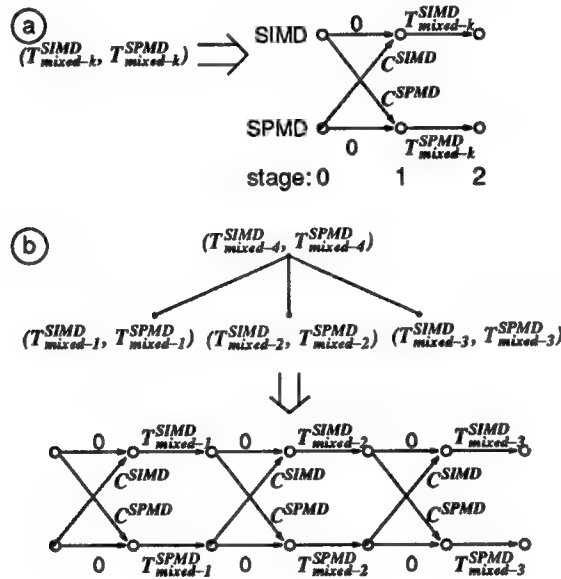 a
(T^SIMD_mixed-k, T^SPMD_mixed-k)
SIMD 0 T^SIMD_mixed-k
C^SIMD
C^SPMD
SPMD 0 T^SPMD_mixed-k
stage: 0 1 2
b
(T^SIMD_mixed-4, T^SPMD_mixed-4)
(T^SIMD_mixed-1, T^SPMD_mixed-1) (T^SIMD_mixed-2, T^SPMD_mixed-2) (T^SIMD_mixed-3, T^SPMD_mixed-3)
0 T^SIMD_mixed-1 0 T^SIMD_mixed-2 0 T^SIMD_mixed-3
C^SIMD C^SIMD C^SIMD
C^SPMD C^SPMD C^SPMD
0 T^SPMD_mixed-1 0 T^SPMD_mixed-2 0 T^SPMD_mixed-3